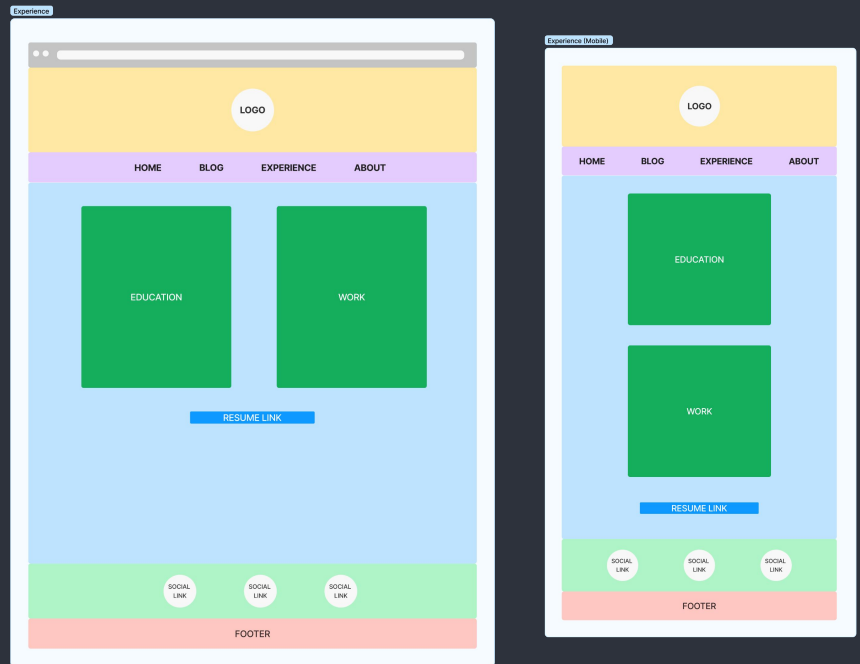 Experience
LOGO
HOME BLOG EXPERIENCE ABOUT
EDUCATION
WORK
RESUME LINK
SOCIAL
LINK
SOCIAL
LINK
SOCIAL
LINK
FOOTER
Experience (Mobile)
LOGO
HOME BLOG EXPERIENCE ABOUT
EDUCATION
WORK
RESUME LINK
SOCIAL
LINK
SOCIAL
LINK
SOCIAL
LINK
FOOTER